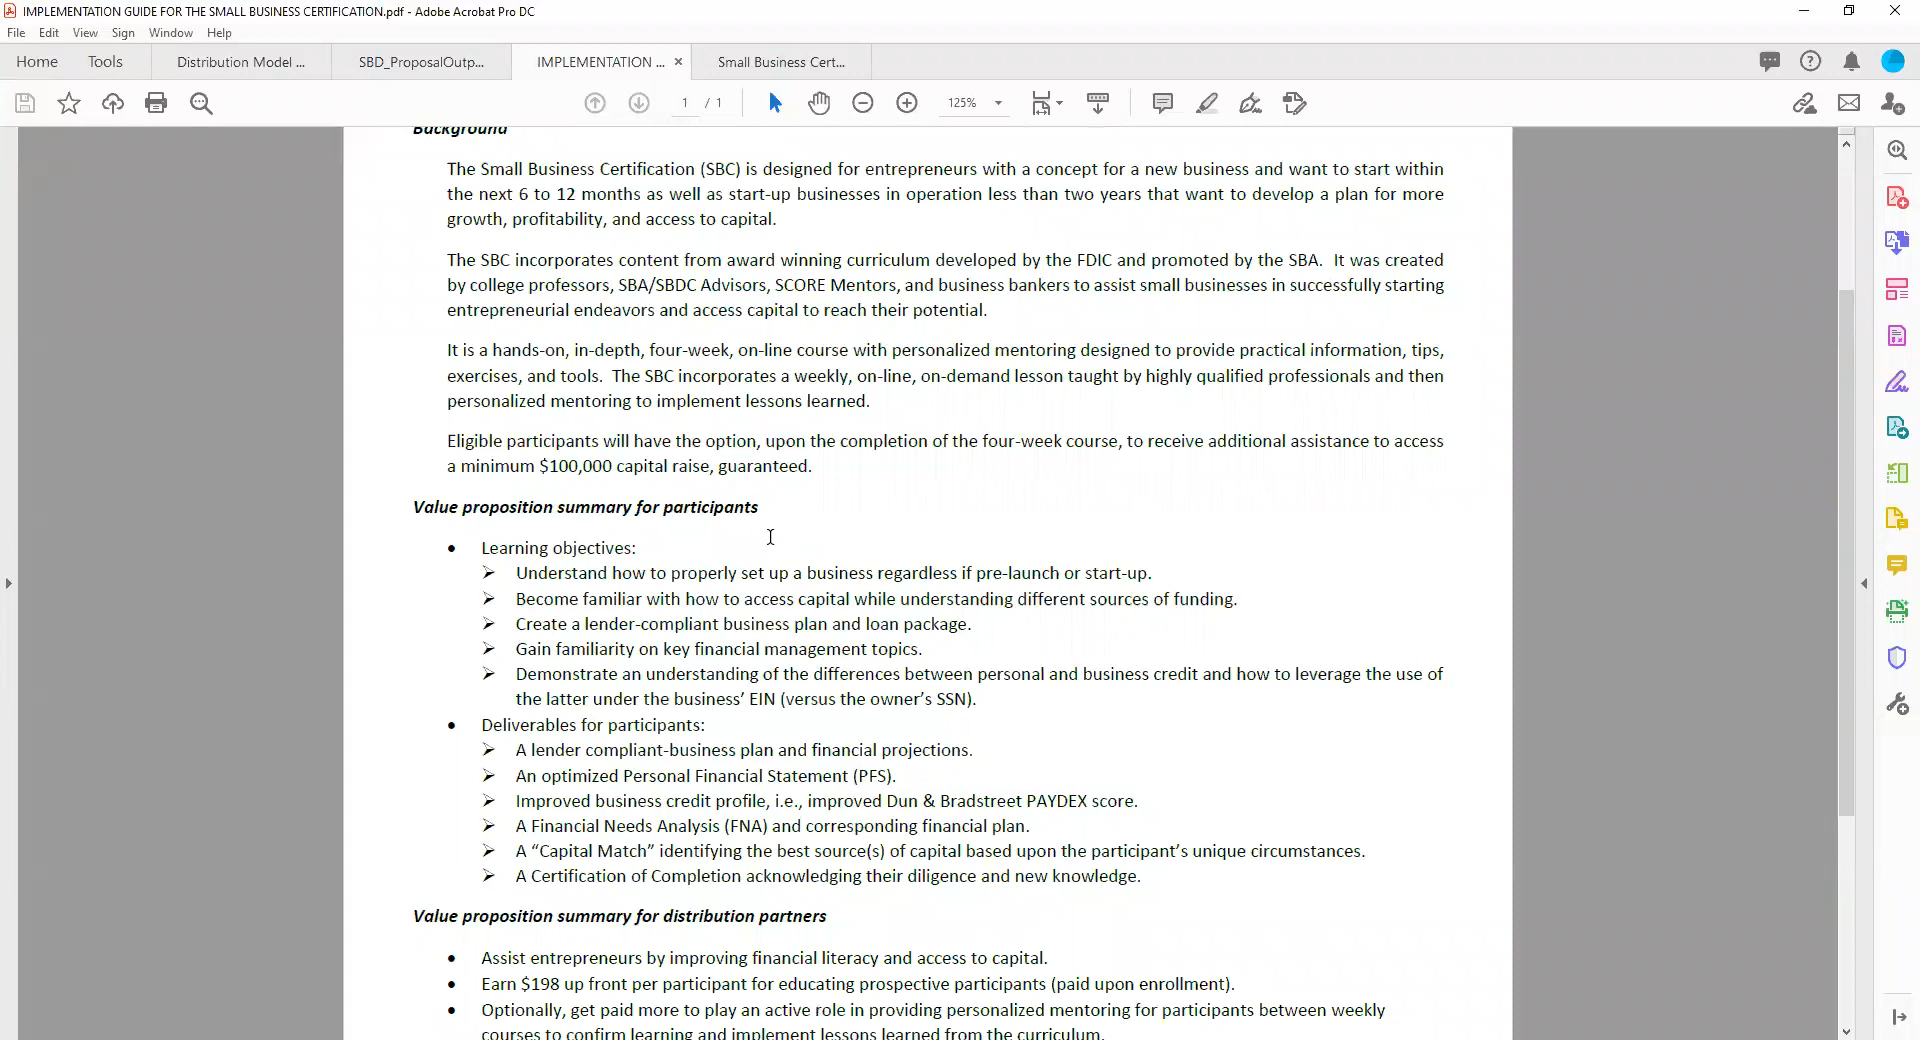 IMPLEMENTATION GUIDE FOR THE SMALL BUSINESS CERTIFICATION.pdf - Adobe Acrobat Pro DC
File Edit View Sign Window Help
Home Tools Distribution Model ... SBD_ProposalOutp... IMPLEMENTATION ... × Small Business Cert...
1 / 1 125%
Background
The Small Business Certification (SBC) is designed for entrepreneurs with a concept for a new business and want to start within
the next 6 to 12 months as well as start-up businesses in operation less than two years that want to develop a plan for more
growth, profitability, and access to capital.
The SBC incorporates content from award winning curriculum developed by the FDIC and promoted by the SBA. It was created
by college professors, SBA/SBDC Advisors, SCORE Mentors, and business bankers to assist small businesses in successfully starting
entrepreneurial endeavors and access capital to reach their potential.
It is a hands-on, in-depth, four-week, on-line course with personalized mentoring designed to provide practical information, tips,
exercises, and tools. The SBC incorporates a weekly, on-line, on-demand lesson taught by highly qualified professionals and then
personalized mentoring to implement lessons learned.
Eligible participants will have the option, upon the completion of the four-week course, to receive additional assistance to access
a minimum $100,000 capital raise, guaranteed.
Value proposition summary for participants
• Learning objectives:
➢ Understand how to properly set up a business regardless if pre-launch or start-up.
➢ Become familiar with how to access capital while understanding different sources of funding.
➢ Create a lender-compliant business plan and loan package.
➢ Gain familiarity on key financial management topics.
➢ Demonstrate an understanding of the differences between personal and business credit and how to leverage the use of
the latter under the business’ EIN (versus the owner’s SSN).
• Deliverables for participants:
➢ A lender compliant-business plan and financial projections.
➢ An optimized Personal Financial Statement (PFS).
➢ Improved business credit profile, i.e., improved Dun & Bradstreet PAYDEX score.
➢ A Financial Needs Analysis (FNA) and corresponding financial plan.
➢ A “Capital Match” identifying the best source(s) of capital based upon the participant’s unique circumstances.
➢ A Certification of Completion acknowledging their diligence and new knowledge.
Value proposition summary for distribution partners
• Assist entrepreneurs by improving financial literacy and access to capital.
• Earn $198 up front per participant for educating prospective participants (paid upon enrollment).
• Optionally, get paid more to play an active role in providing personalized mentoring for participants between weekly
courses to confirm learning and implement lessons learned from the curriculum.